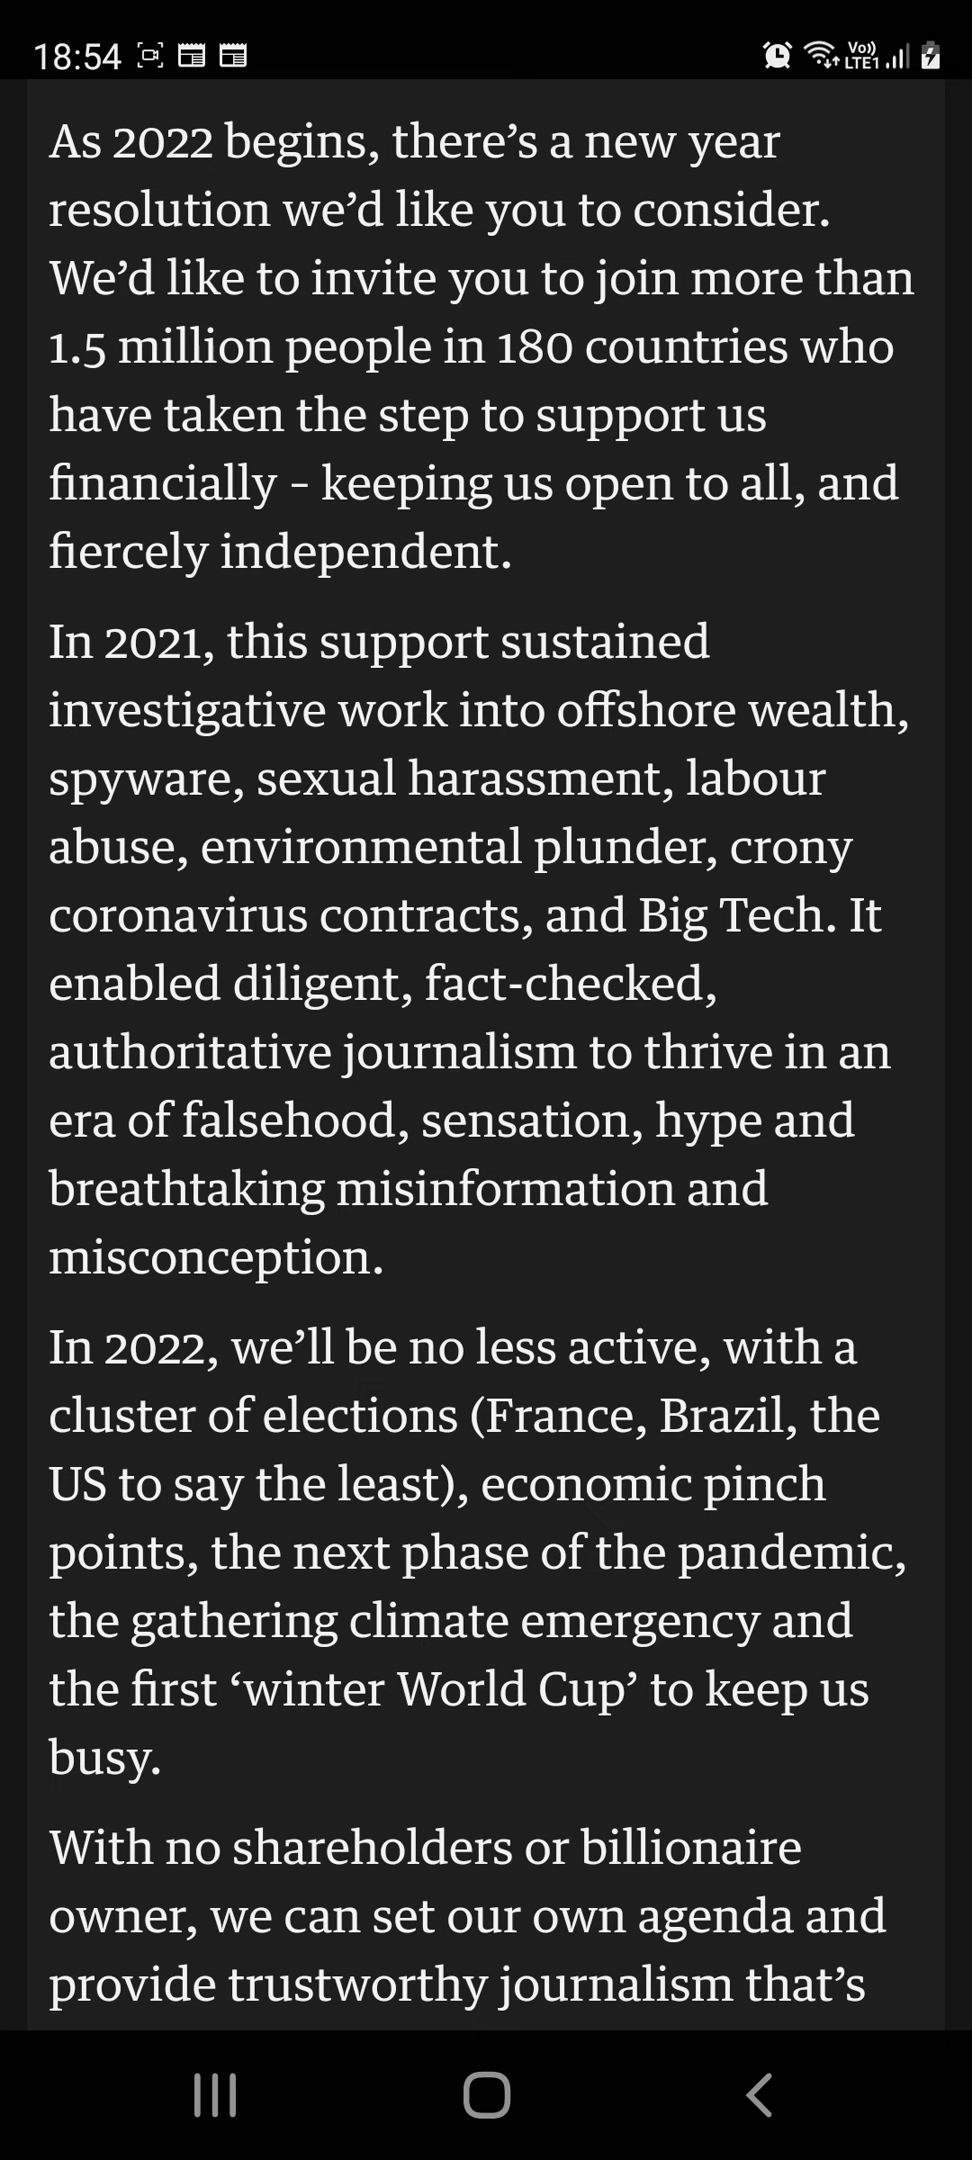 18:54
Vo))
LTE1
As 2022 begins, there’s a new year
resolution we’d like you to consider.
We’d like to invite you to join more than
1.5 million people in 180 countries who
have taken the step to support us
financially – keeping us open to all, and
fiercely independent.
In 2021, this support sustained
investigative work into offshore wealth,
spyware, sexual harassment, labour
abuse, environmental plunder, crony
coronavirus contracts, and Big Tech. It
enabled diligent, fact-checked,
authoritative journalism to thrive in an
era of falsehood, sensation, hype and
breathtaking misinformation and
misconception.
In 2022, we’ll be no less active, with a
cluster of elections (France, Brazil, the
US to say the least), economic pinch
points, the next phase of the pandemic,
the gathering climate emergency and
the first ‘winter World Cup’ to keep us
busy.
With no shareholders or billionaire
owner, we can set our own agenda and
provide trustworthy journalism that’s